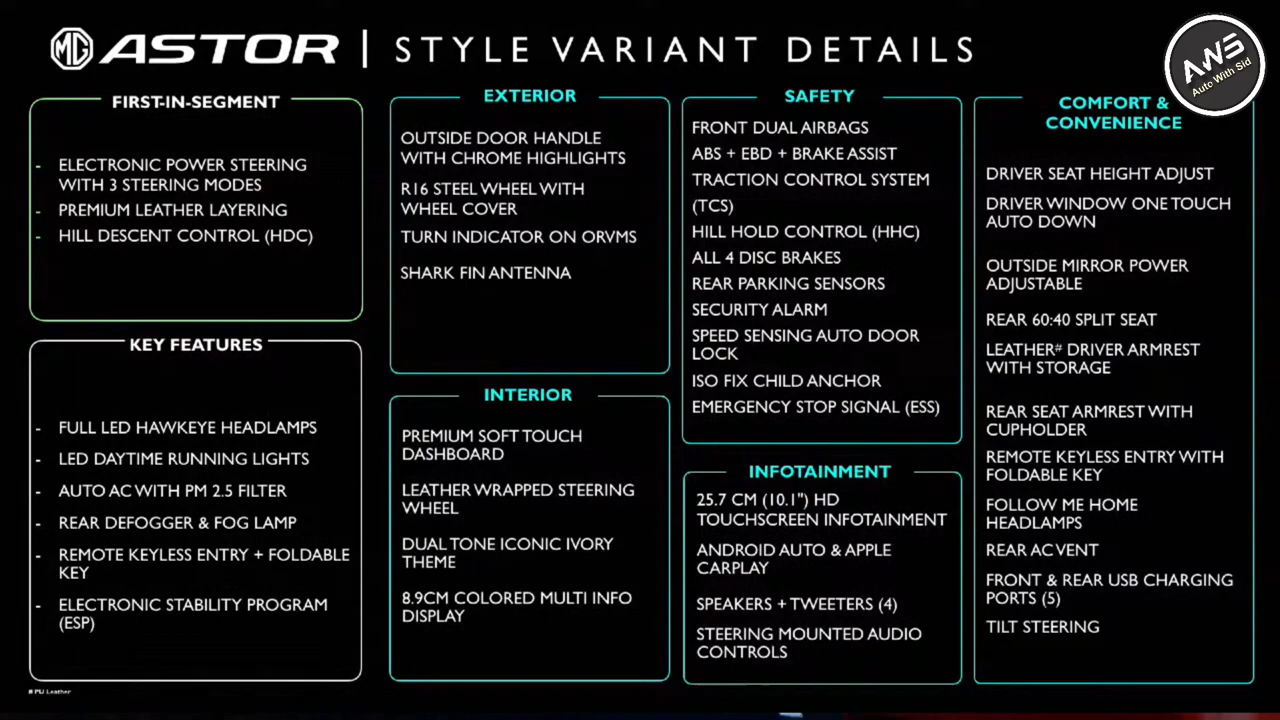 MG ASTOR | STYLE VARIANT DETAILS
AWS
Auto With Sid
FIRST-IN-SEGMENT
- ELECTRONIC POWER STEERING
WITH 3 STEERING MODES
- PREMIUM LEATHER LAYERING
- HILL DESCENT CONTROL (HDC)
KEY FEATURES
- FULL LED HAWKEYE HEADLAMPS
- LED DAYTIME RUNNING LIGHTS
- AUTO AC WITH PM 2.5 FILTER
- REAR DEFOGGER & FOG LAMP
- REMOTE KEYLESS ENTRY + FOLDABLE
KEY
- ELECTRONIC STABILITY PROGRAM
(ESP)
# PU Leather
EXTERIOR
OUTSIDE DOOR HANDLE
WITH CHROME HIGHLIGHTS
R16 STEEL WHEEL WITH
WHEEL COVER
TURN INDICATOR ON ORVMS
SHARK FIN ANTENNA
INTERIOR
PREMIUM SOFT TOUCH
DASHBOARD
LEATHER WRAPPED STEERING
WHEEL
DUAL TONE ICONIC IVORY
THEME
8.9CM COLORED MULTI INFO
DISPLAY
SAFETY
FRONT DUAL AIRBAGS
ABS + EBD + BRAKE ASSIST
TRACTION CONTROL SYSTEM
(TCS)
HILL HOLD CONTROL (HHC)
ALL 4 DISC BRAKES
REAR PARKING SENSORS
SECURITY ALARM
SPEED SENSING AUTO DOOR
LOCK
ISO FIX CHILD ANCHOR
EMERGENCY STOP SIGNAL (ESS)
INFOTAINMENT
25.7 CM (10.1") HD
TOUCHSCREEN INFOTAINMENT
ANDROID AUTO & APPLE
CARPLAY
SPEAKERS + TWEETERS (4)
STEERING MOUNTED AUDIO
CONTROLS
COMFORT &
CONVENIENCE
DRIVER SEAT HEIGHT ADJUST
DRIVER WINDOW ONE TOUCH
AUTO DOWN
OUTSIDE MIRROR POWER
ADJUSTABLE
REAR 60:40 SPLIT SEAT
LEATHER# DRIVER ARMREST
WITH STORAGE
REAR SEAT ARMREST WITH
CUPHOLDER
REMOTE KEYLESS ENTRY WITH
FOLDABLE KEY
FOLLOW ME HOME
HEADLAMPS
REAR AC VENT
FRONT & REAR USB CHARGING
PORTS (5)
TILT STEERING